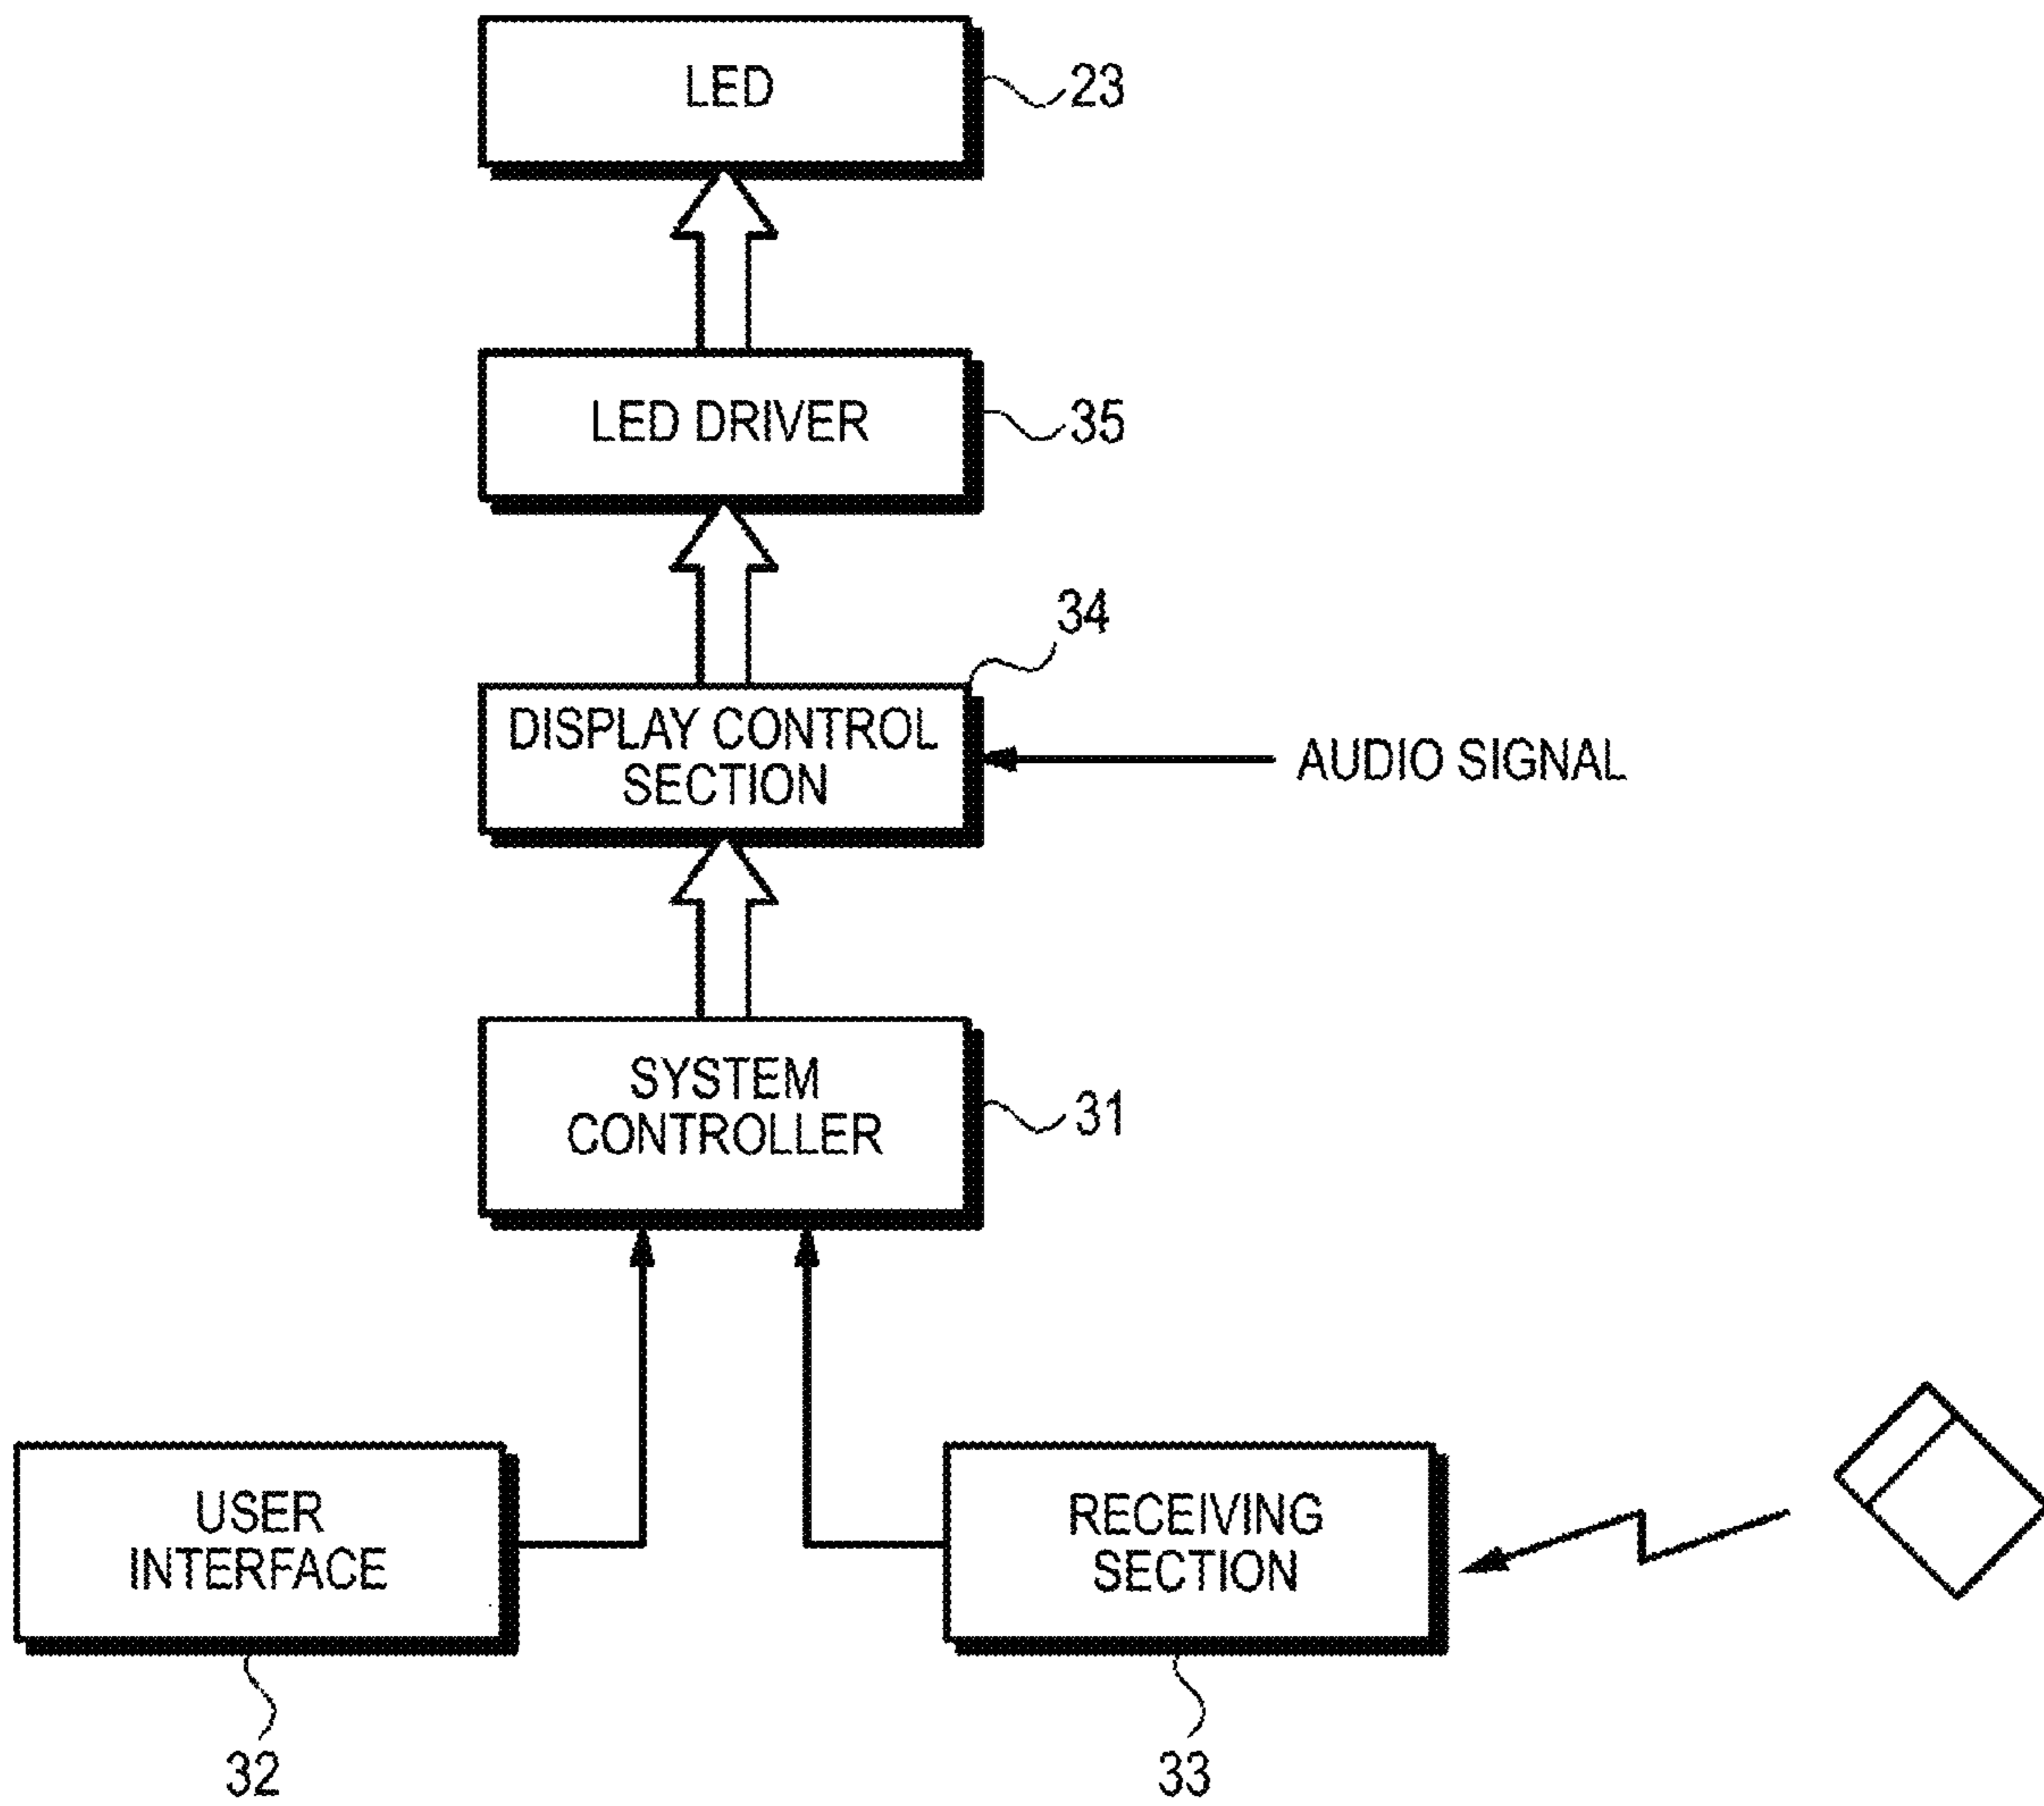 LED
23
LED DRIVER
35
34
DISPLAY CONTROL
SECTION
AUDIO SIGNAL
SYSTEM
CONTROLLER
31
USER
INTERFACE
RECEIVING
SECTION
32
33